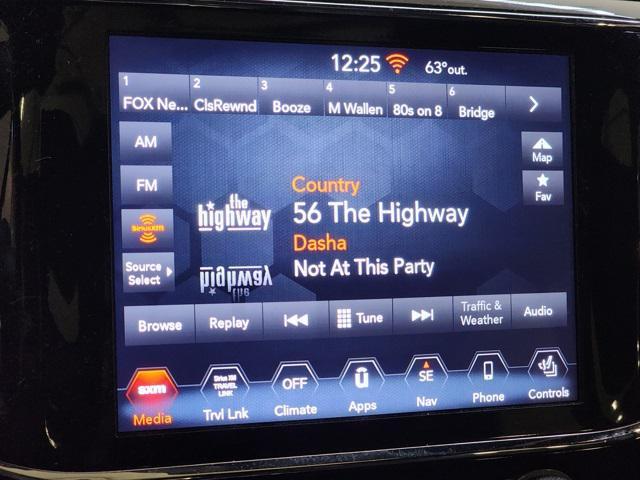 12:25 63° out.
1 2 3 4 5 6
FOX Ne... ClsRewnd Booze M Wallen 80s on 8 Bridge
AM
Map
FM
Fav
SiriusXM
Source
Select
the
highway
Country
56 The Highway
Dasha
Not At This Party
highway
the
Browse Replay Tune Traffic &
Weather Audio
sxm
Media
Sirius XM
TRAVEL
LINK
Trvl Lnk
OFF
Climate
Apps
SE
Nav
Phone
Controls